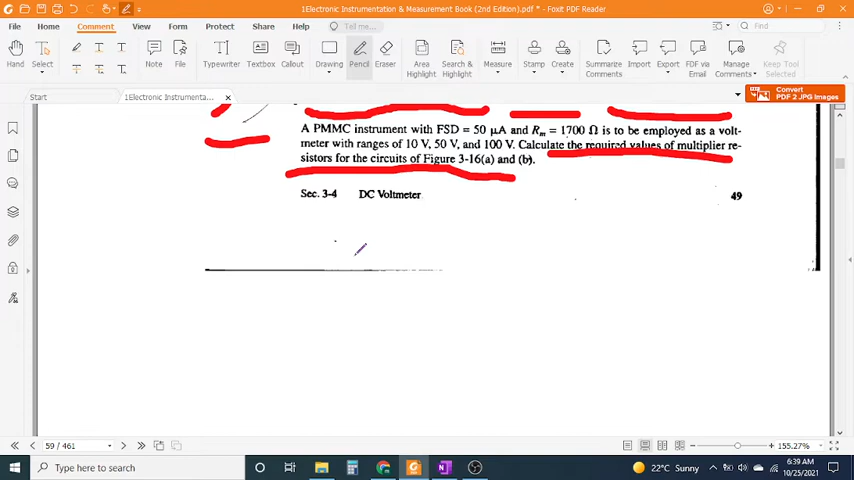 1Electronic Instrumentation & Measurement Book (2nd Edition).pdf * - Foxit PDF Reader
File Home Comment View Form Protect Share Help Tell me... Find
Hand Select Note File Typewriter Textbox Callout Drawing Pencil Eraser Area Highlight Search & Highlight Measure Stamp Create Summarize Comments Import Export FDF via Email Manage Comments Keep Tool Selected
Start 1Electronic Instrumenta... Convert PDF 2 JPG Images
A PMMC instrument with FSD = 50 μA and Rm = 1700 Ω is to be employed as a volt-
meter with ranges of 10 V, 50 V, and 100 V. Calculate the required values of multiplier re-
sistors for the circuits of Figure 3-16(a) and (b).
Sec. 3-4 DC Voltmeter 49
59 / 461 155.27%
Type here to search 22°C Sunny 6:39 AM
10/25/2021